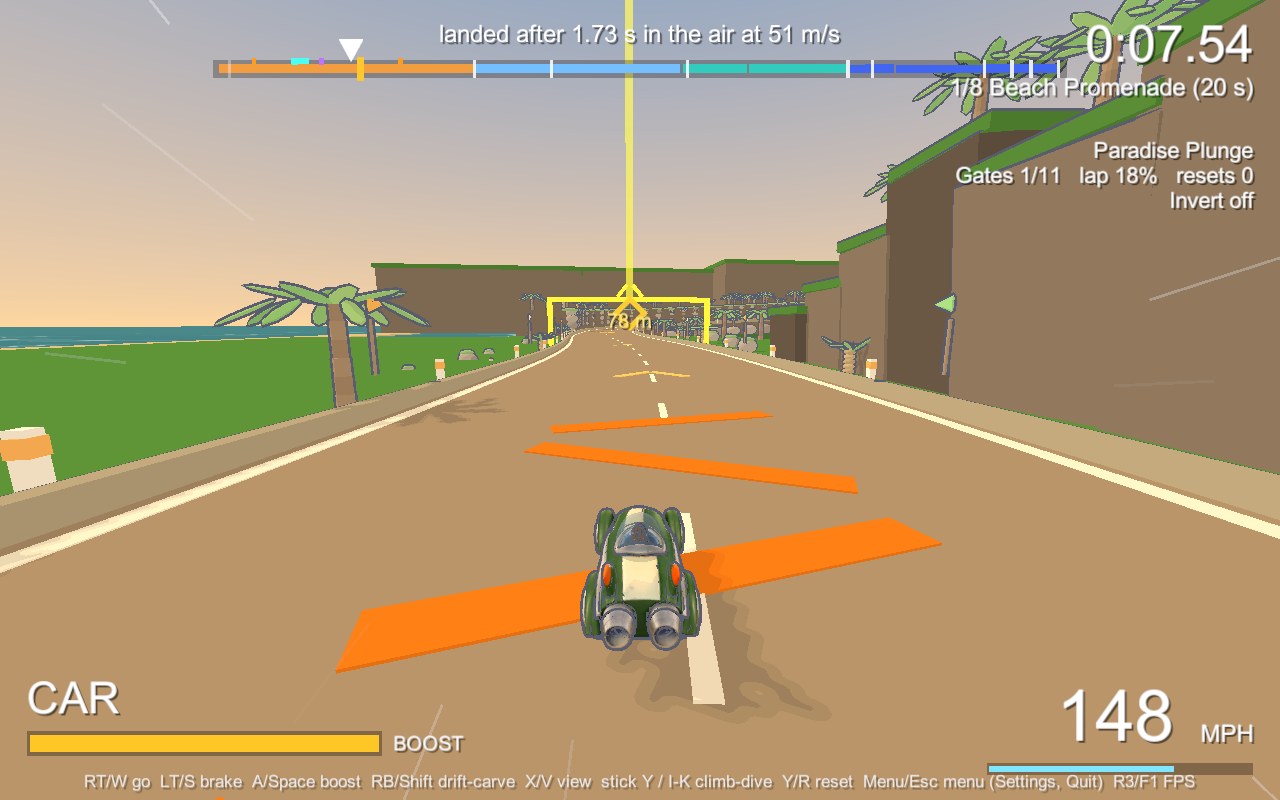 landed after 1.73 s in the air at 51 m/s
0:07.54
1/8 Beach Promenade (20 s)
Paradise Plunge
Gates 1/11 lap 18% resets 0
Invert off
78 m
CAR
BOOST
148 MPH
RT/W go LT/S brake A/Space boost RB/Shift drift-carve X/V view stick Y / I-K climb-dive Y/R reset Menu/Esc menu (Settings, Quit) R3/F1 FPS